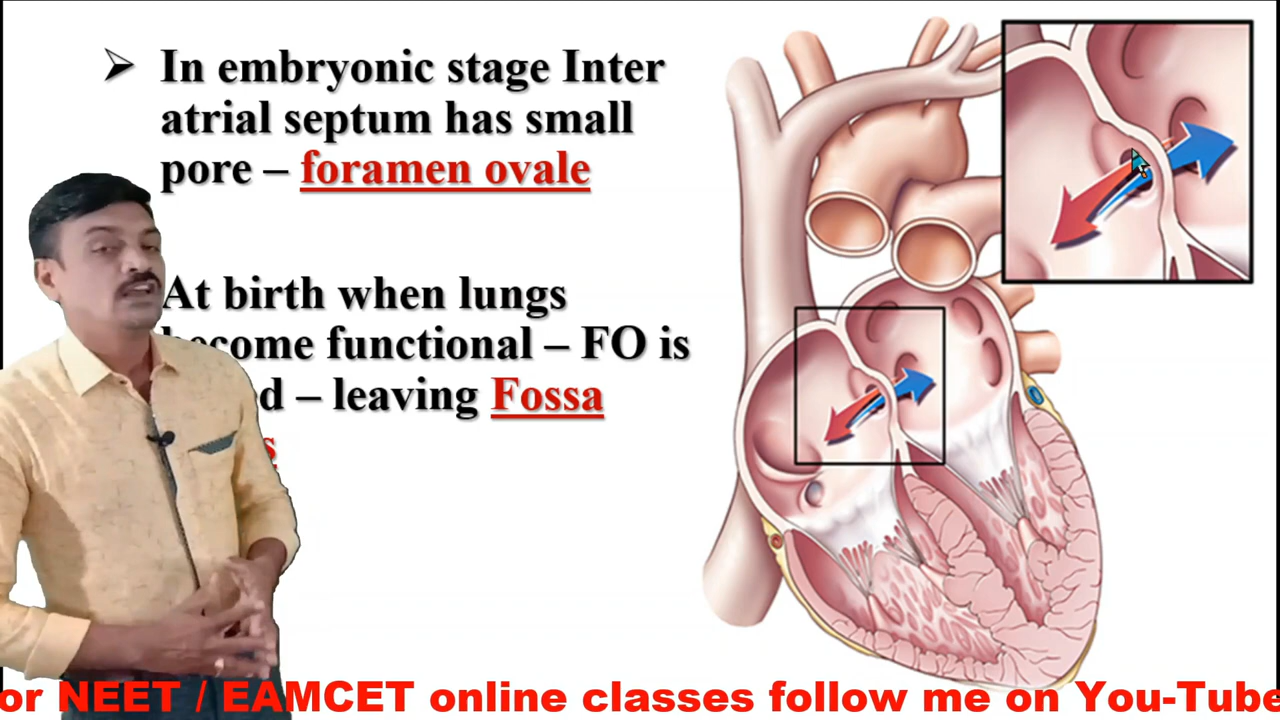 ➢ In embryonic stage Inter
atrial septum has small
pore – foramen ovale
At birth when lungs
become functional – FO is
– leaving Fossa
or NEET / EAMCET online classes follow me on You-Tube